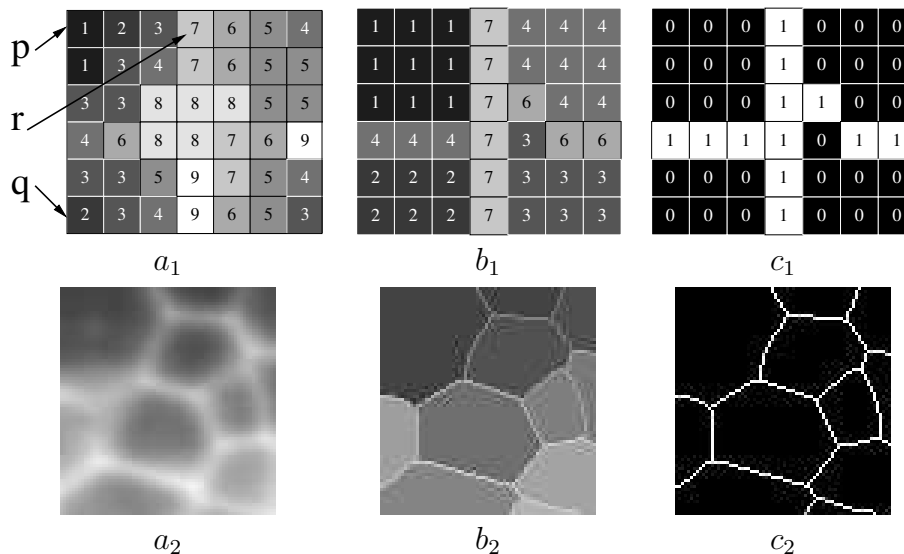 p 1 2 3 7 6 5 4 1 1 1 7 4 4 4 0 0 0 1 0 0 0
1 3 4 7 6 5 5 1 1 1 7 4 4 4 0 0 0 1 0 0 0
r 3 3 8 8 8 5 5 1 1 1 7 6 4 4 0 0 0 1 1 0 0
4 6 8 8 7 6 9 4 4 4 7 3 6 6 1 1 1 1 0 1 1
q 3 3 5 9 7 5 4 2 2 2 7 3 3 3 0 0 0 1 0 0 0
2 3 4 9 6 5 3 2 2 2 7 3 3 3 0 0 0 1 0 0 0
a1 b1 c1
a2 b2 c2